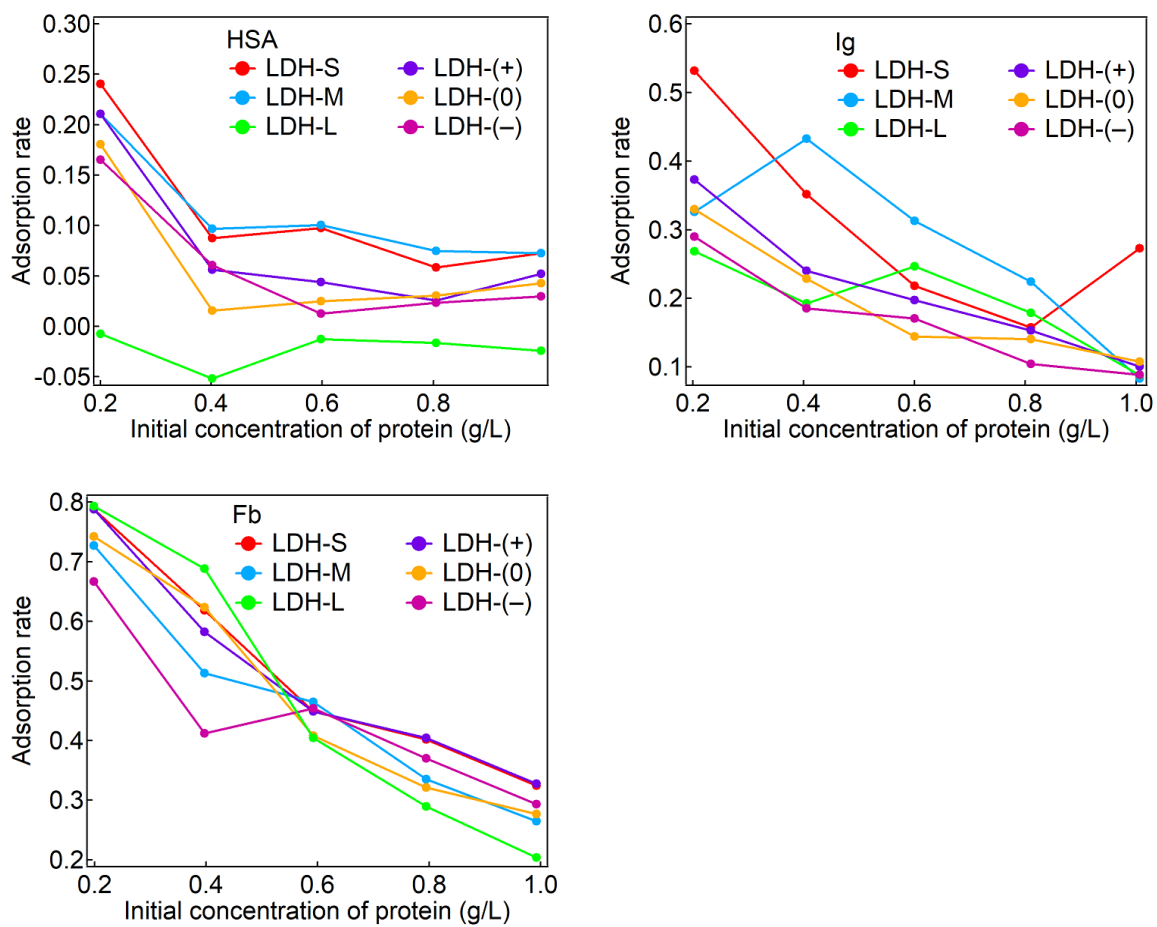 HSA
LDH-S LDH-(+)
LDH-M LDH-(0)
LDH-L LDH-(–)
Adsorption rate
0.30
0.25
0.20
0.15
0.10
0.05
0.00
-0.05
0.2 0.4 0.6 0.8
Initial concentration of protein (g/L)
Ig
LDH-S LDH-(+)
LDH-M LDH-(0)
LDH-L LDH-(–)
Adsorption rate
0.6
0.5
0.4
0.3
0.2
0.1
0.2 0.4 0.6 0.8 1.0
Initial concentration of protein (g/L)
Fb
LDH-S LDH-(+)
LDH-M LDH-(0)
LDH-L LDH-(–)
Adsorption rate
0.8
0.7
0.6
0.5
0.4
0.3
0.2
0.2 0.4 0.6 0.8 1.0
Initial concentration of protein (g/L)